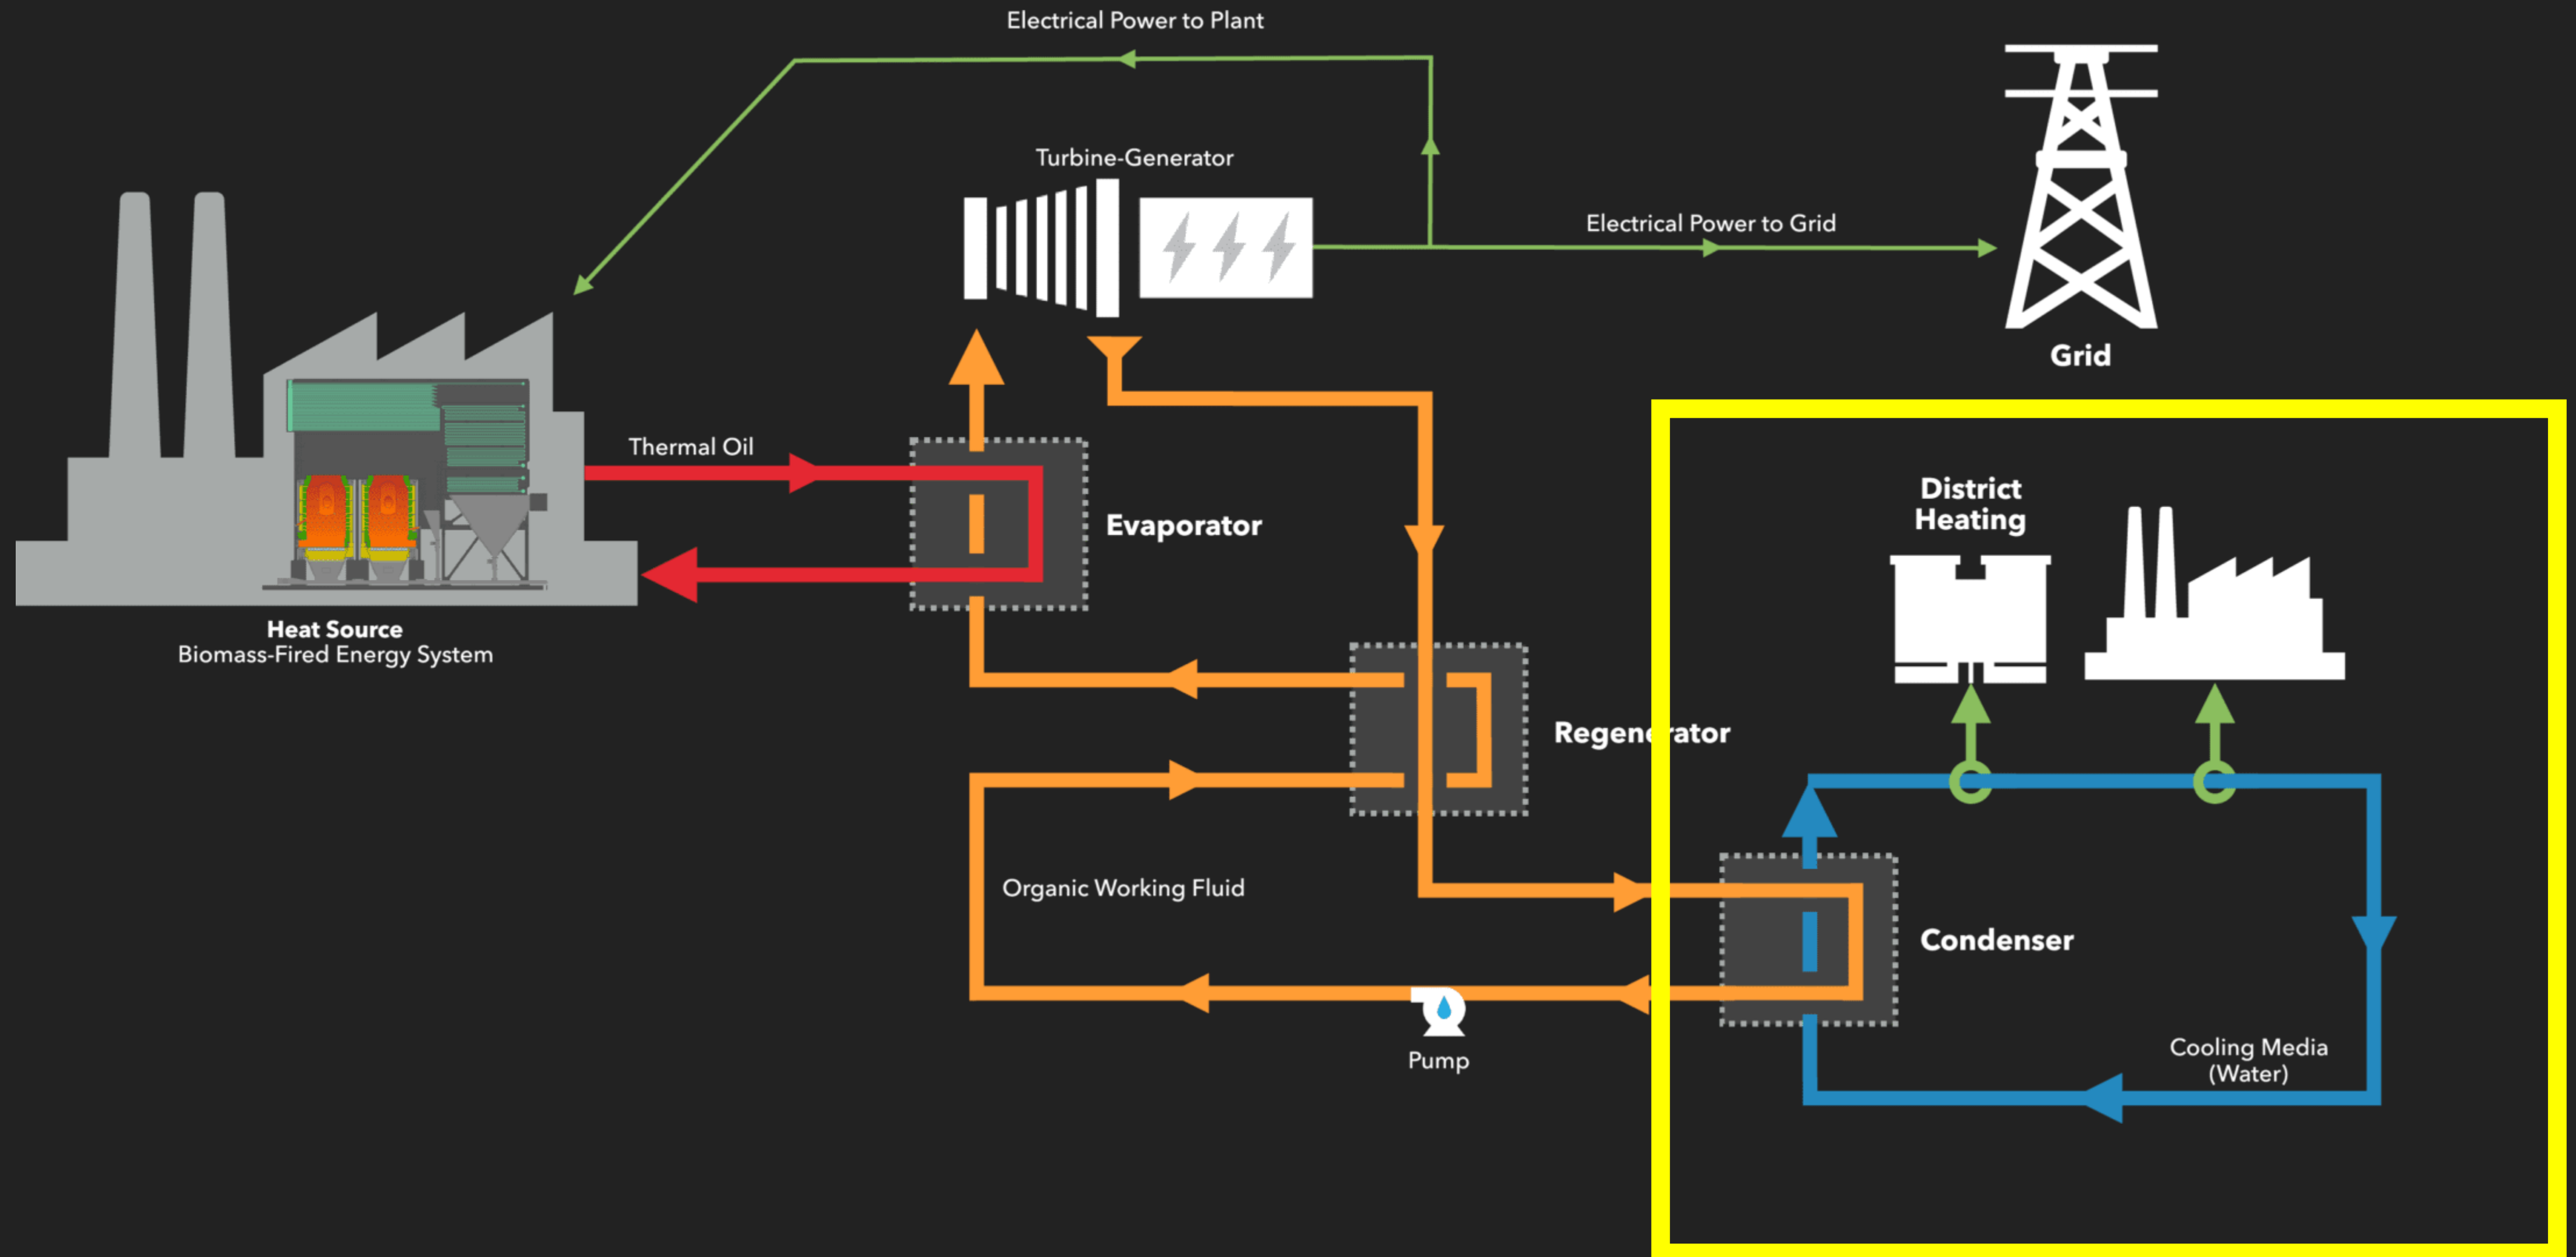 Electrical Power to Plant
Turbine-Generator
Electrical Power to Grid
Grid
Thermal Oil
Evaporator
District
Heating
Heat Source
Biomass-Fired Energy System
Regenerator
Organic Working Fluid
Condenser
Cooling Media
(Water)
Pump